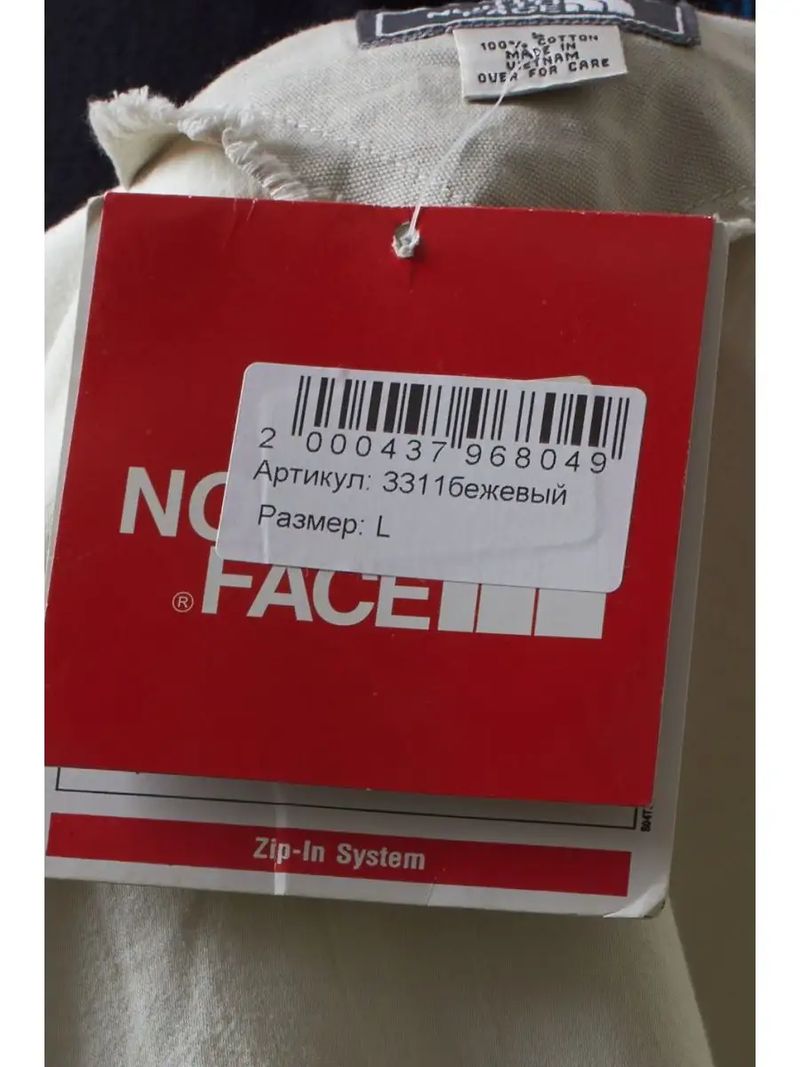 100% COTTON
MADE IN
VIETNAM
OVER FOR CARE
2 000437 968049
Артикул: 3311бежевый
Размер: L
NO
® FACE
Zip-In System